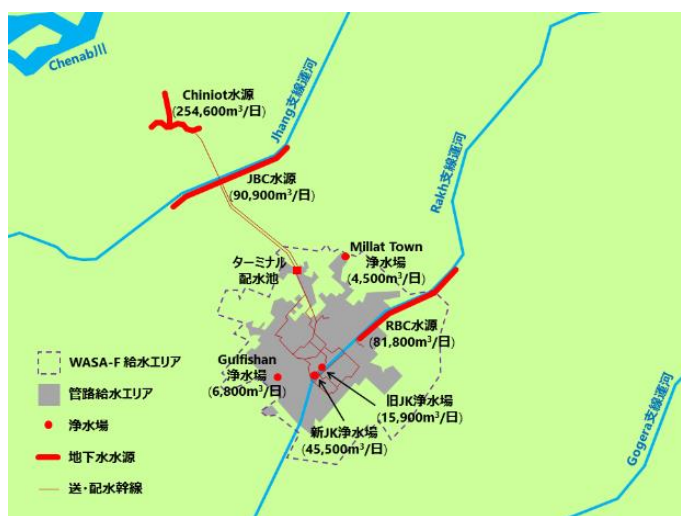 Chenab川
Chiniot水源
(254,600m³/日)
Jhang支線運河
JBC水源
(90,900m³/日)
Rakh支線運河
ターミナル
配水池
Millat Town
浄水場
(4,500m³/日)
RBC水源
(81,800m³/日)
Gulfishan
浄水場
(6,800m³/日)
旧JK浄水場
(15,900m³/日)
新JK浄水場
(45,500m³/日)
Gogera支線運河
WASA-F 給水エリア
管路給水エリア
浄水場
地下水水源
送・配水幹線